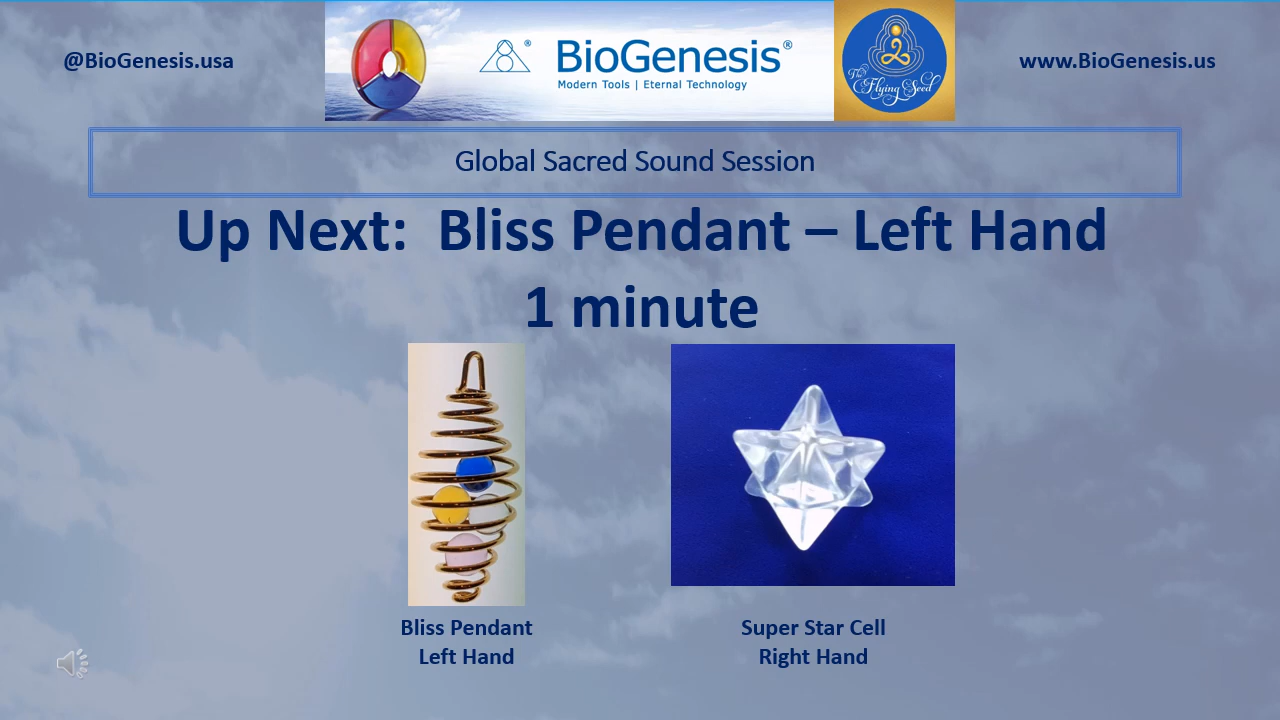 @BioGenesis.usa
BioGenesis®
Modern Tools | Eternal Technology
The
Flying Seed
www.BioGenesis.us
Global Sacred Sound Session
Up Next:  Bliss Pendant – Left Hand
1 minute
Bliss Pendant
Left Hand
Super Star Cell
Right Hand